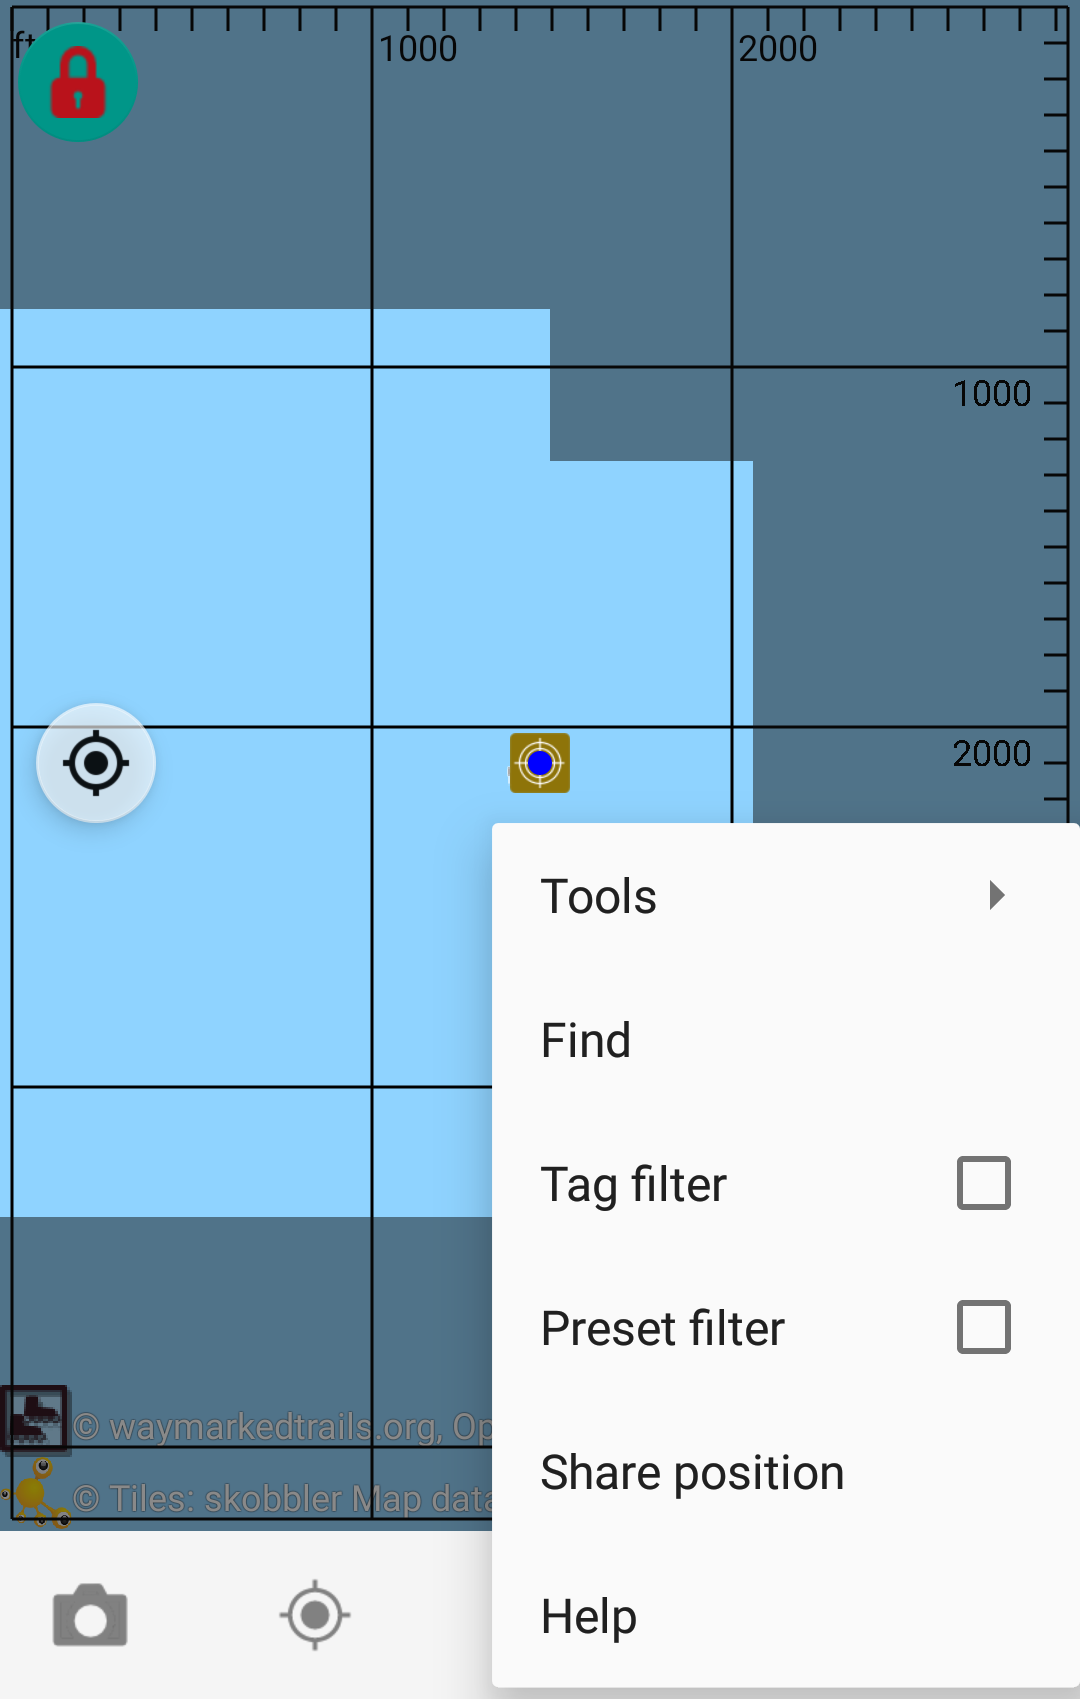 ft
1000
2000
1000
2000
Tools
Find
Tag filter
Preset filter
© waymarkedtrails.org, Op
Share position
© Tiles: skobbler Map data
Help